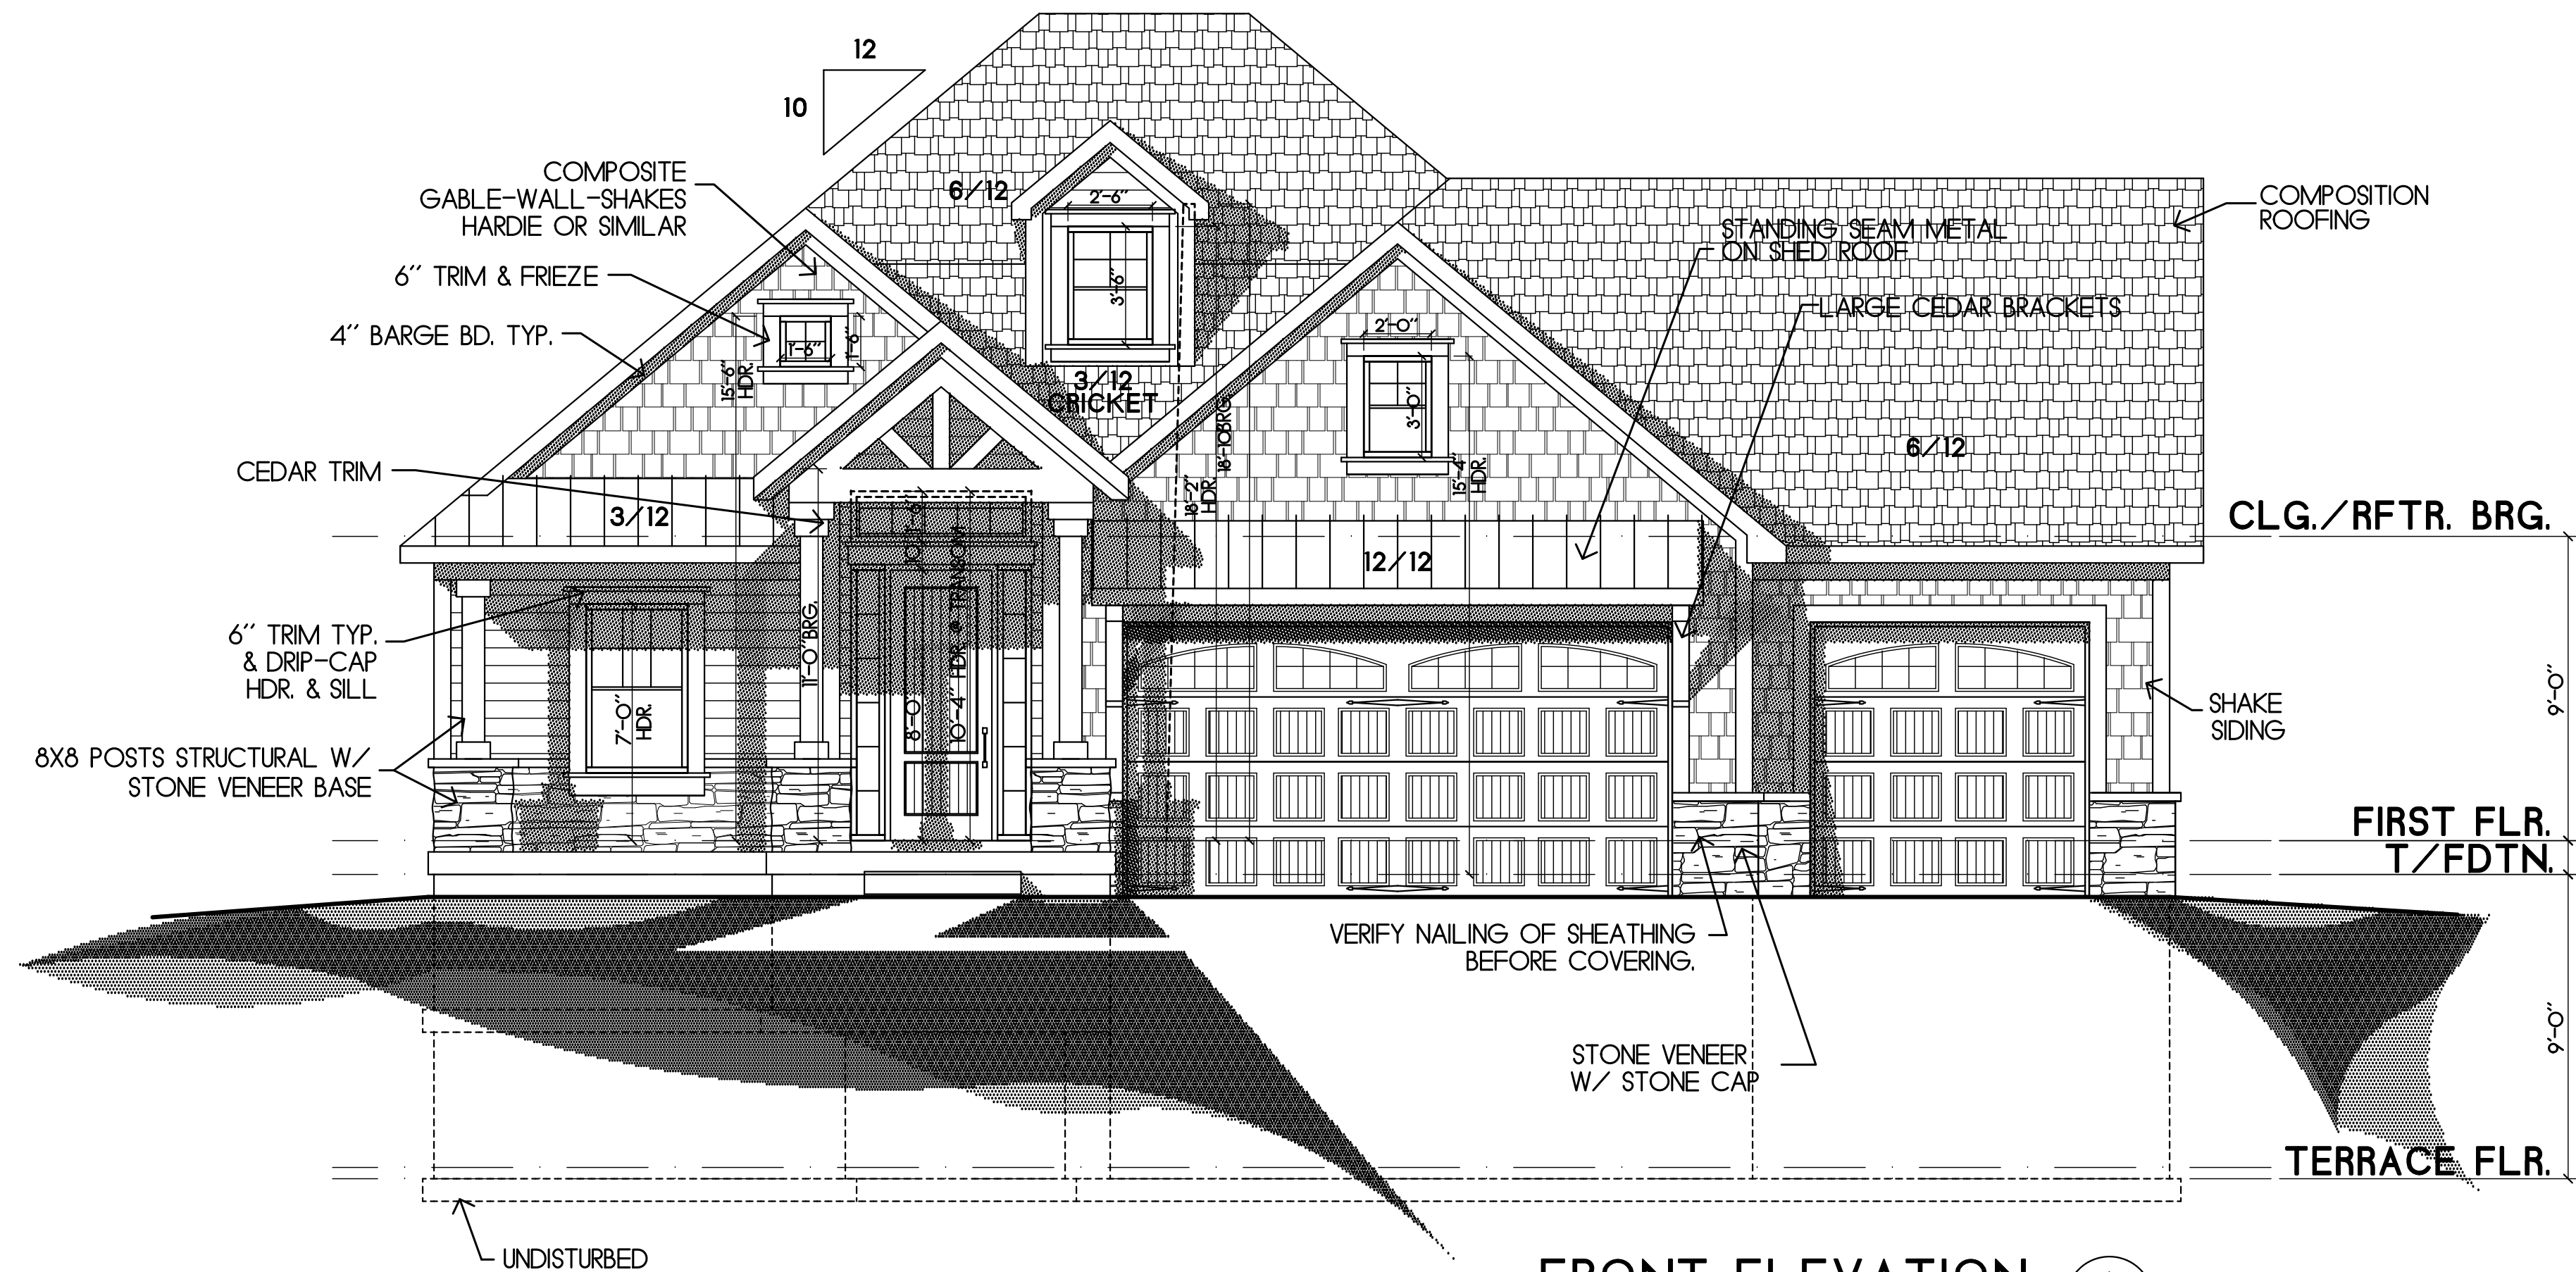 12
10
COMPOSITE
GABLE-WALL-SHAKES
HARDIE OR SIMILAR
6" TRIM & FRIEZE
4" BARGE BD. TYP.
CEDAR TRIM
6" TRIM TYP.
& DRIP-CAP
HDR. & SILL
8X8 POSTS STRUCTURAL W/
STONE VENEER BASE
6/12
2'-6"
3'-6"
3/12
CRICKET
1'-6"
1'-6"
15'-6"
HDR.
3/12
11'-0" BRG.
7'-0"
HDR.
8'-0"
10'-4" HDR @ TRANSOM
18'-2"
HDR.
18'-10" BRG.
2'-0"
3'-0"
15'-4"
HDR.
12/12
STANDING SEAM METAL
ON SHED ROOF
LARGE CEDAR BRACKETS
6/12
COMPOSITION
ROOFING
CLG./RFTR. BRG.
9'-0"
SHAKE
SIDING
FIRST FLR.
T/FDTN.
VERIFY NAILING OF SHEATHING
BEFORE COVERING.
STONE VENEER
W/ STONE CAP
9'-0"
TERRACE FLR.
UNDISTURBED
FRONT ELEVATION